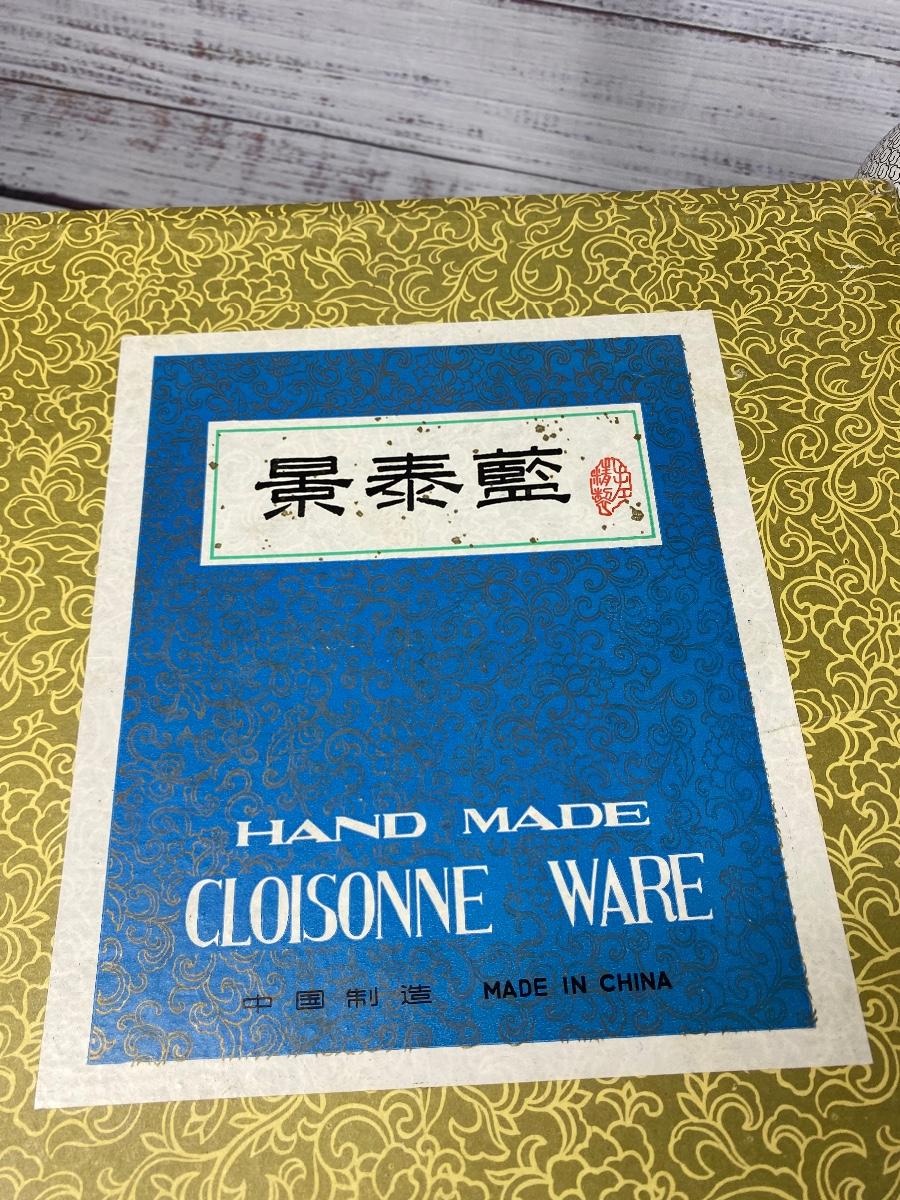 景泰藍
HAND MADE
CLOISONNE WARE
中国制造 MADE IN CHINA